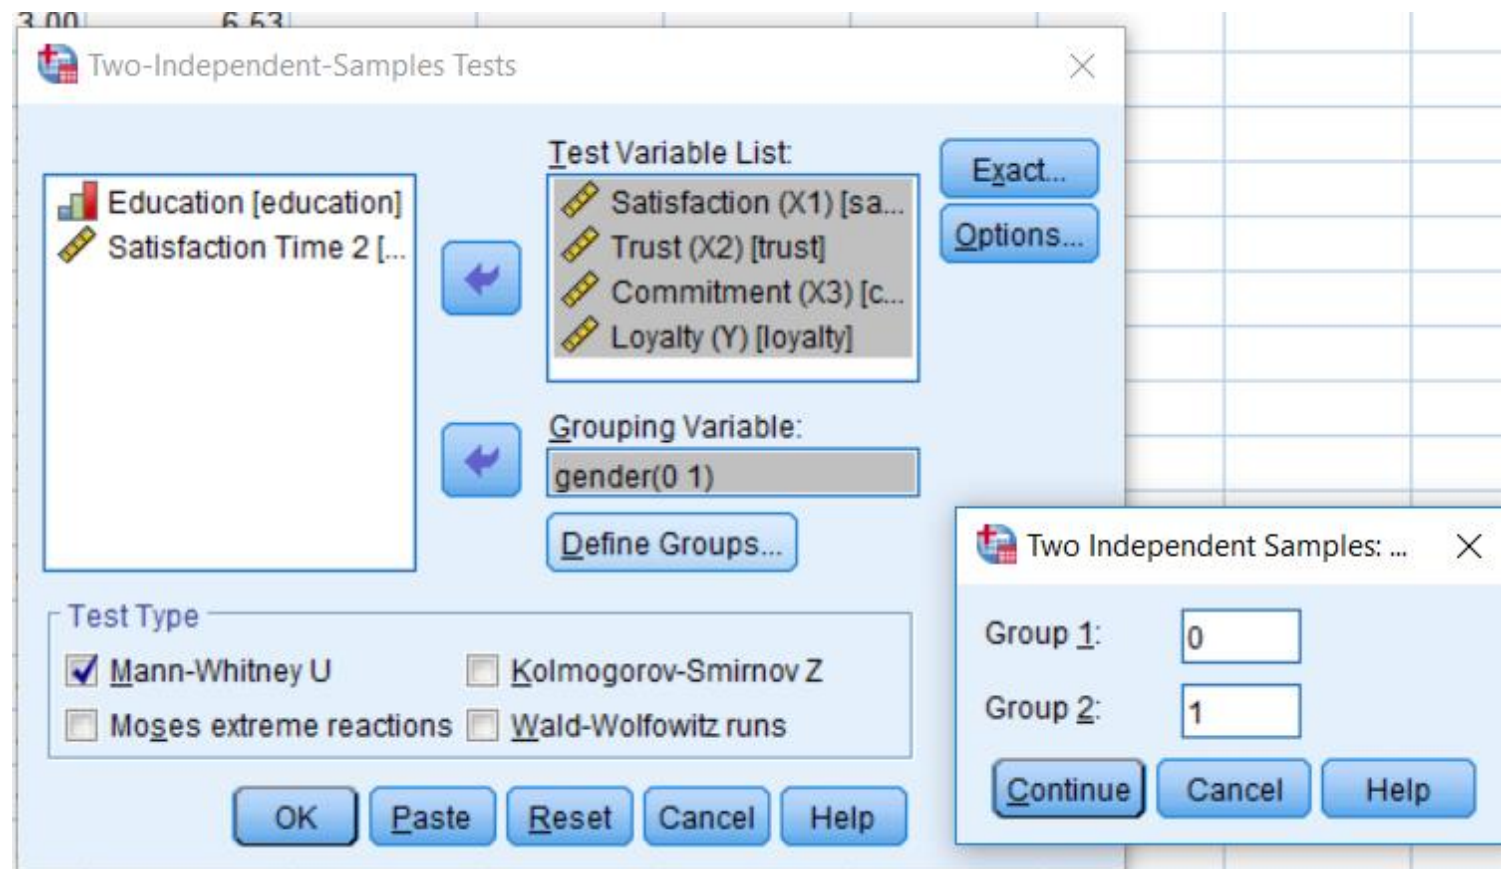 3.00 6.53
Two-Independent-Samples Tests
Test Variable List:
Education [education]
Satisfaction Time 2 [...
Satisfaction (X1) [sa...
Trust (X2) [trust]
Commitment (X3) [c...
Loyalty (Y) [loyalty]
Exact...
Options...
Grouping Variable:
gender(0 1)
Define Groups...
Test Type
Mann-Whitney U
Kolmogorov-Smirnov Z
Moses extreme reactions
Wald-Wolfowitz runs
OK Paste Reset Cancel Help
Two Independent Samples: ...
Group 1: 0
Group 2: 1
Continue Cancel Help